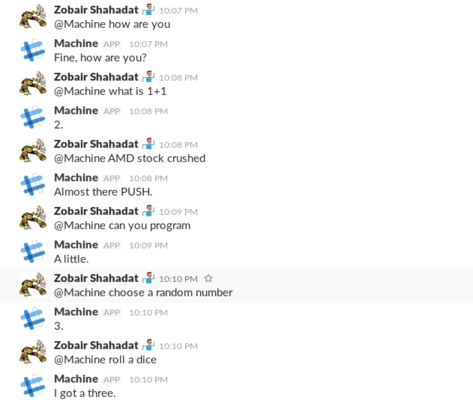 Zobair Shahadat 10:07 PM
@Machine how are you
Machine APP 10:07 PM
Fine, how are you?
Zobair Shahadat 10:08 PM
@Machine what is 1+1
Machine APP 10:08 PM
2.
Zobair Shahadat 10:08 PM
@Machine AMD stock crushed
Machine APP 10:08 PM
Almost there PUSH.
Zobair Shahadat 10:09 PM
@Machine can you program
Machine APP 10:09 PM
A little.
Zobair Shahadat 10:10 PM
@Machine choose a random number
Machine APP 10:10 PM
3.
Zobair Shahadat 10:10 PM
@Machine roll a dice
Machine APP 10:10 PM
I got a three.